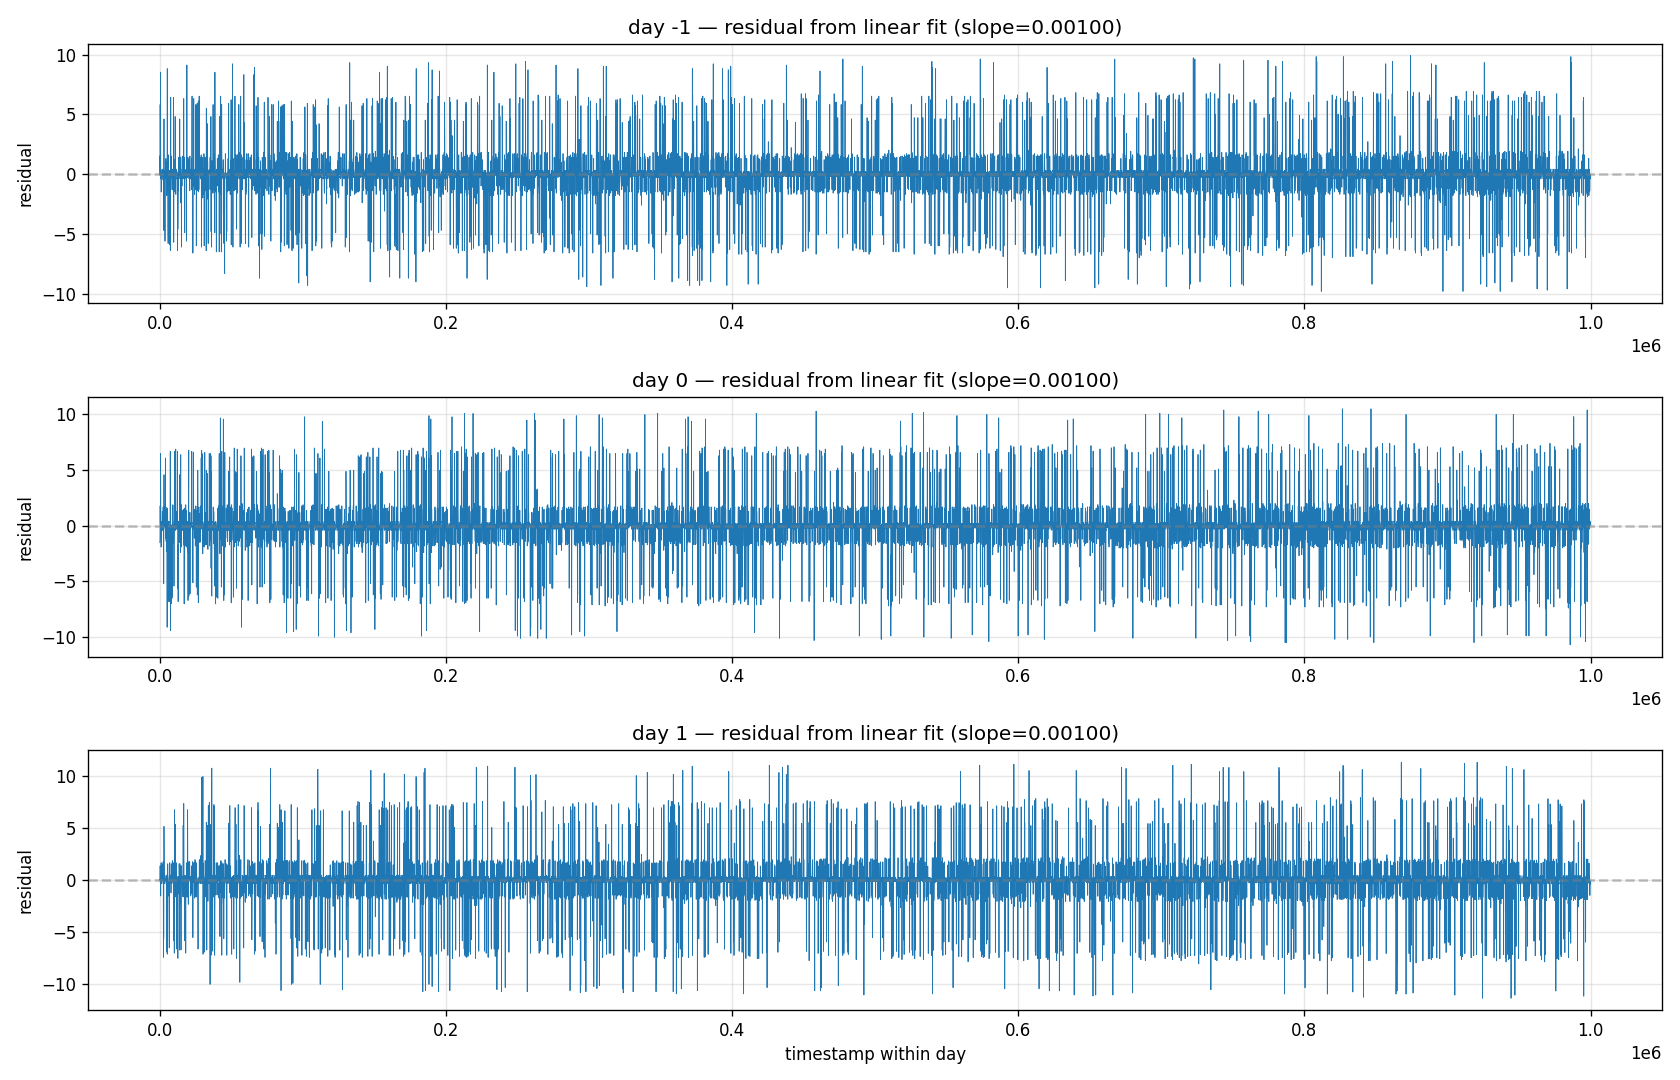 day -1 — residual from linear fit (slope=0.00100)
10
5
0
−5
−10
residual
0.0 0.2 0.4 0.6 0.8 1.0
1e6
day 0 — residual from linear fit (slope=0.00100)
10
5
0
−5
−10
residual
0.0 0.2 0.4 0.6 0.8 1.0
1e6
day 1 — residual from linear fit (slope=0.00100)
10
5
0
−5
−10
residual
0.0 0.2 0.4 0.6 0.8 1.0
timestamp within day
1e6